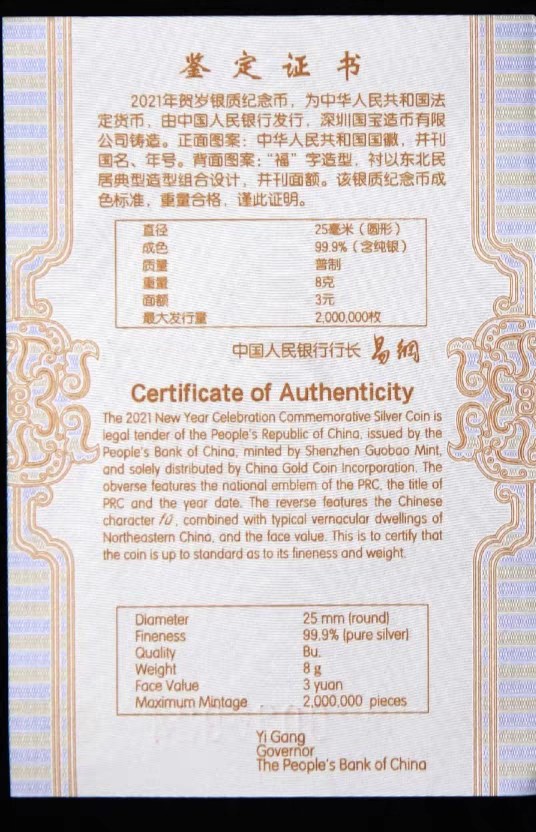 鉴定证书
2021年贺岁银质纪念币，为中华人民共和国法
定货币，由中国人民银行发行，深圳国宝造币有限
公司铸造。正面图案：中华人民共和国国徽，并刊
国名、年号。背面图案：“福”字造型，衬以东北民
居典型造型组合设计，并刊面额。该银质纪念币成
色标准，重量合格，谨此证明。
直径 25毫米（圆形）
成色 99.9%（含纯银）
质量 普制
重量 8克
面额 3元
最大发行量 2,000,000枚
中国人民银行行长 易纲
Certificate of Authenticity
The 2021 New Year Celebration Commemorative Silver Coin is
legal tender of the People's Republic of China, issued by the
People's Bank of China, minted by Shenzhen Guobao Mint,
and solely distributed by China Gold Coin Incorporation. The
obverse features the national emblem of the PRC, the title of
PRC and the year date. The reverse features the Chinese
character fú, combined with typical vernacular dwellings of
Northeastern China, and the face value. This is to certify that
the coin is up to standard as to its fineness and weight.
Diameter 25 mm (round)
Fineness 99.9% (pure silver)
Quality Bu.
Weight 8 g
Face Value 3 yuan
Maximum Mintage 2,000,000 pieces
Yi Gang
Governor
The People's Bank of China